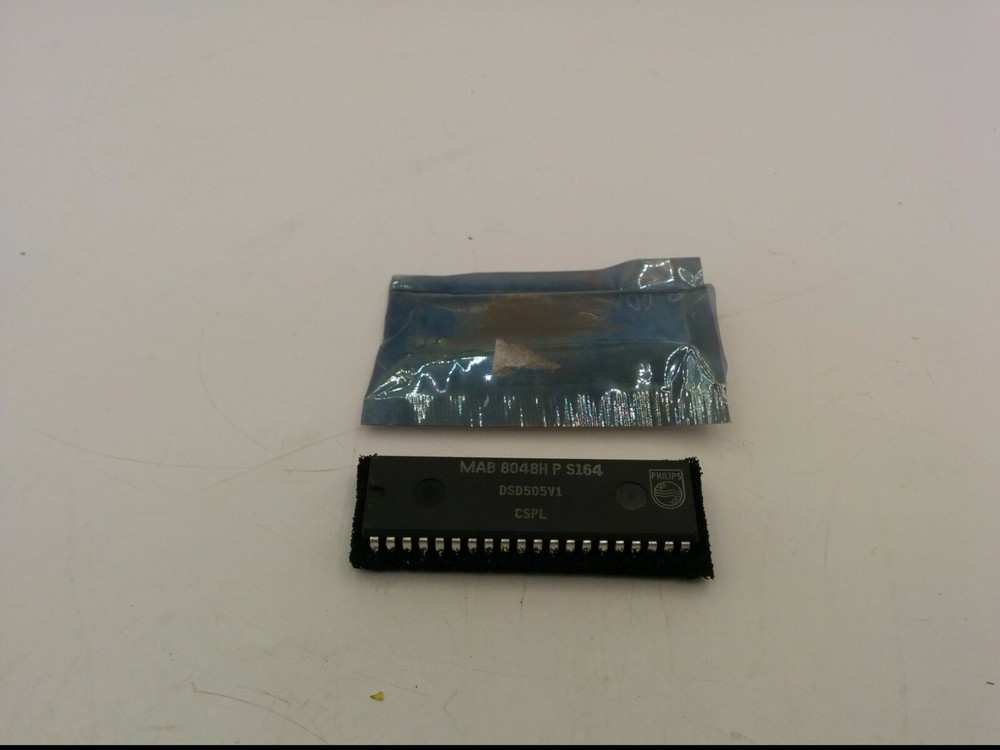 MAB 8048H P S164
DSD505V1
CSPL
PHILIPS